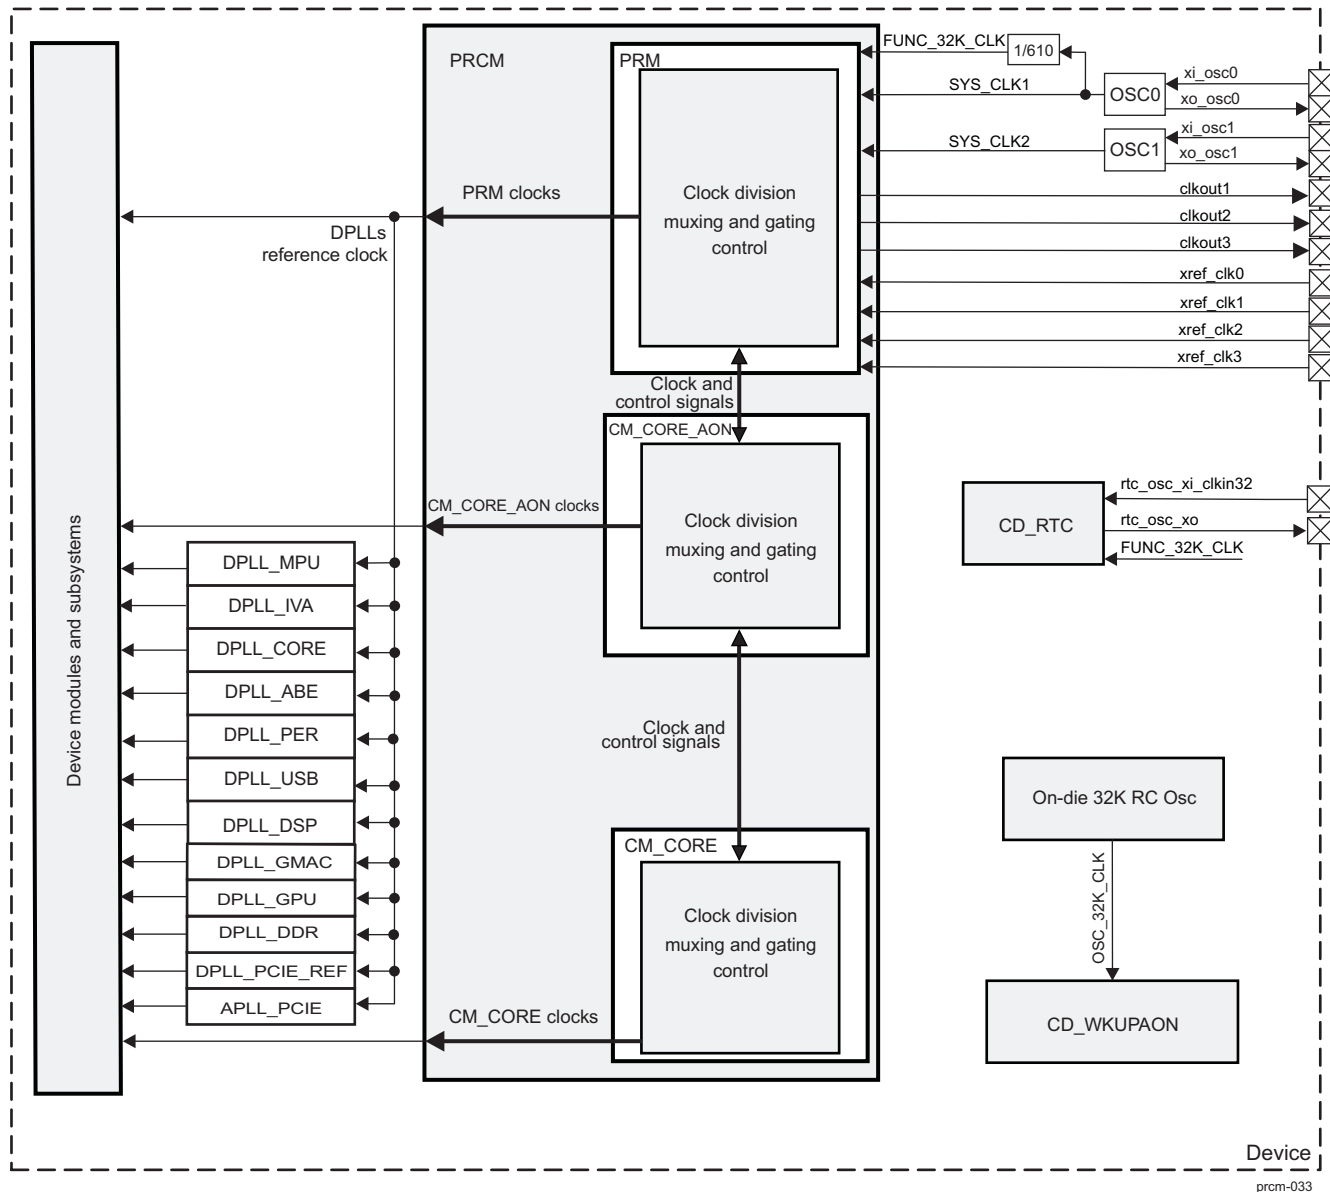 PRCM
PRM
FUNC_32K_CLK
1/610
SYS_CLK1
OSC0
xi_osc0
xo_osc0
SYS_CLK2
OSC1
xi_osc1
xo_osc1
PRM clocks
Clock division
muxing and gating
control
clkout1
clkout2
clkout3
DPLLs
reference clock
xref_clk0
xref_clk1
xref_clk2
xref_clk3
Clock and
control signals
CM_CORE_AON
CM_CORE_AON clocks
Clock division
muxing and gating
control
CD_RTC
rtc_osc_xi_clkin32
rtc_osc_xo
FUNC_32K_CLK
Device modules and subsystems
DPLL_MPU
DPLL_IVA
DPLL_CORE
DPLL_ABE
DPLL_PER
DPLL_USB
DPLL_DSP
DPLL_GMAC
DPLL_GPU
DPLL_DDR
DPLL_PCIE_REF
APLL_PCIE
Clock and
control signals
CM_CORE
Clock division
muxing and gating
control
CM_CORE clocks
On-die 32K RC Osc
OSC_32K_CLK
CD_WKUPAON
Device
prcm-033